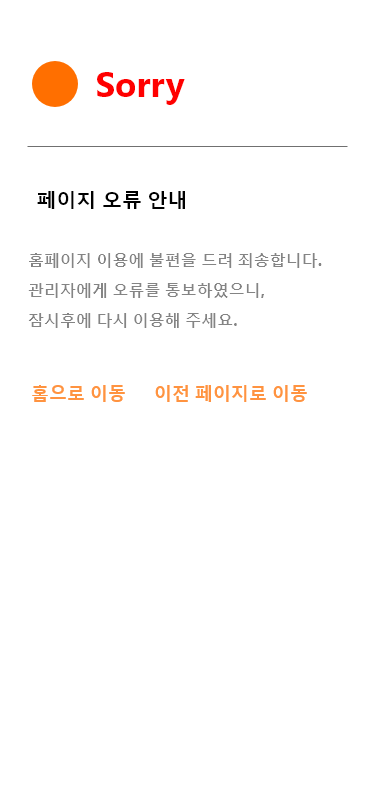 Sorry
페이지 오류 안내
홈페이지 이용에 불편을 드려 죄송합니다.
관리자에게 오류를 통보하였으니,
잠시후에 다시 이용해 주세요.
홈으로 이동 이전 페이지로 이동